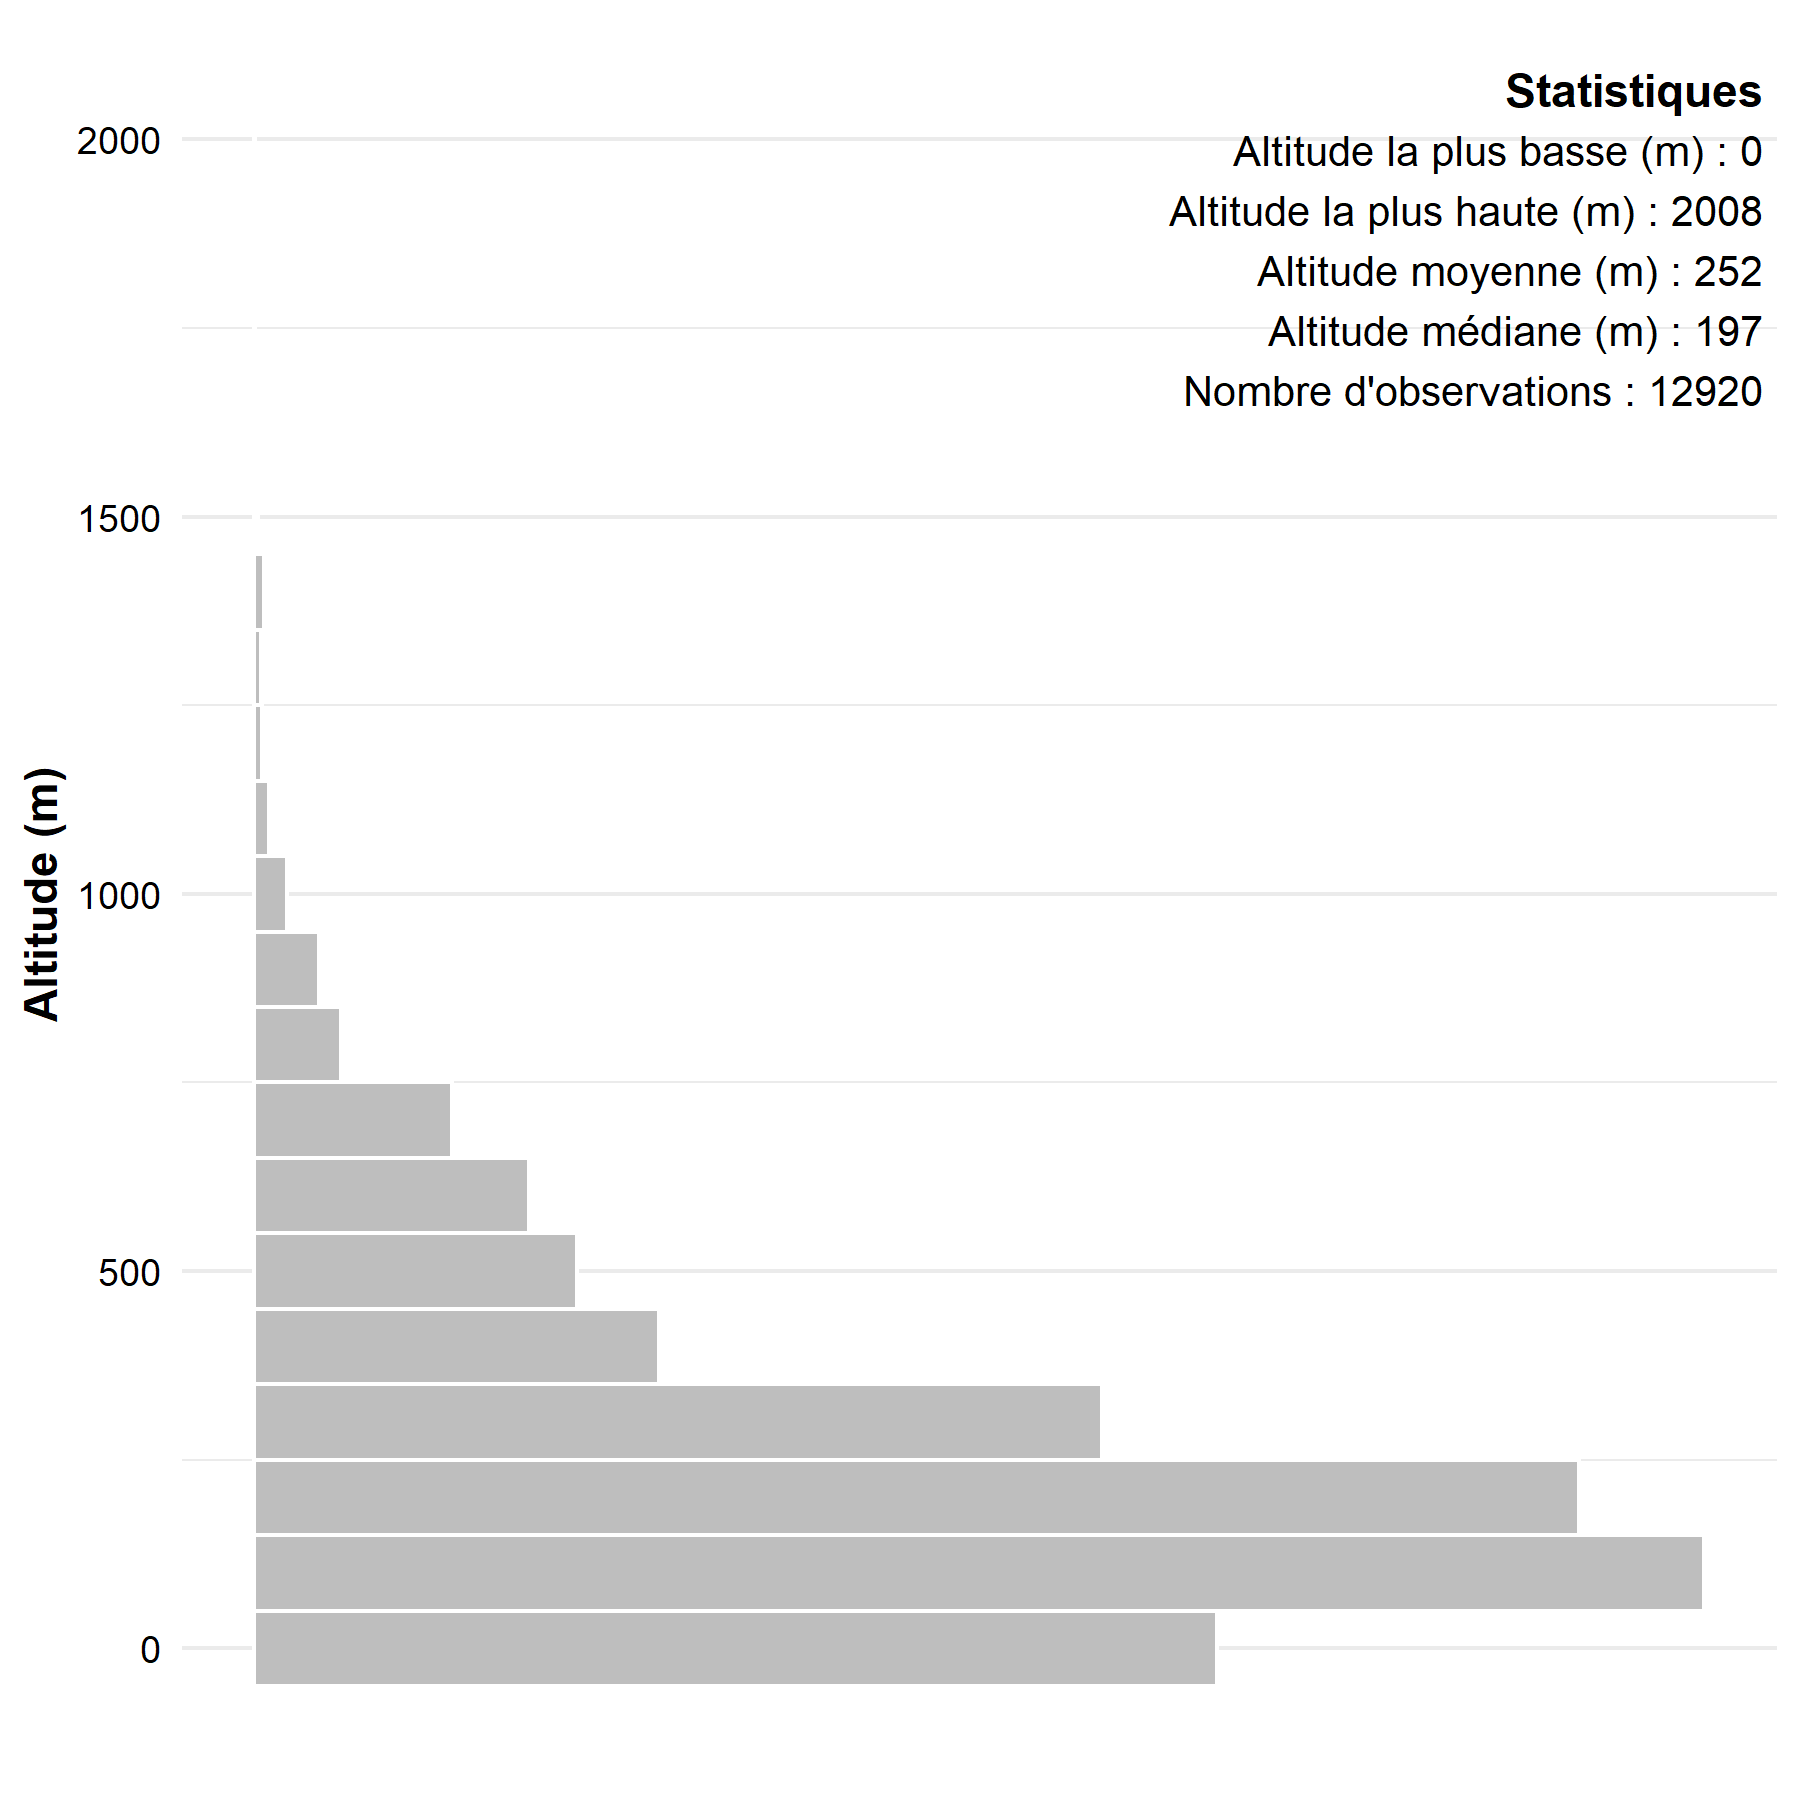 Statistiques
2000
Altitude la plus basse (m) : 0
Altitude la plus haute (m) : 2008
Altitude moyenne (m) : 252
Altitude médiane (m) : 197
Nombre d'observations : 12920
1500
1000
Altitude (m)
500
0